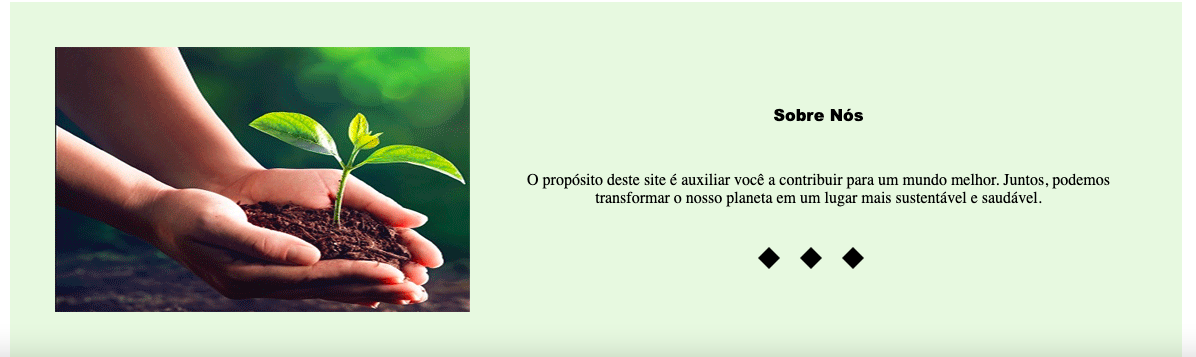 Sobre Nós
O propósito deste site é auxiliar você a contribuir para um mundo melhor. Juntos, podemos
transformar o nosso planeta em um lugar mais sustentável e saudável.